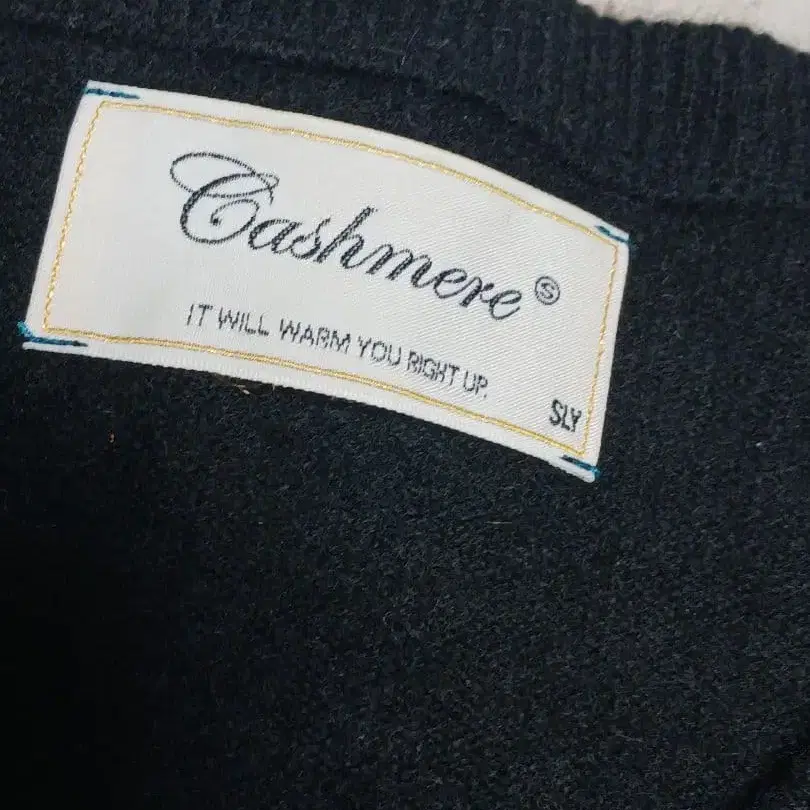 Cashmere Ⓢ
IT WILL WARM YOU RIGHT UP.
SLY